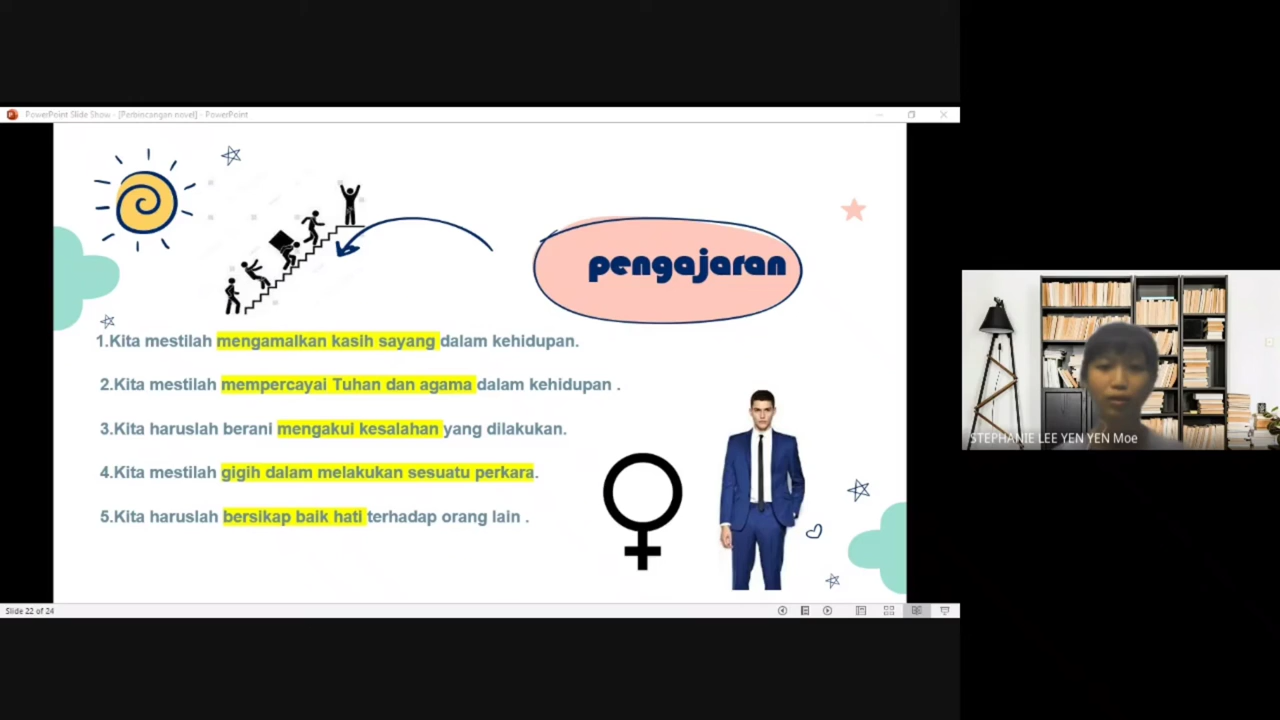 PowerPoint Slide Show - [Perbincangan novel] - PowerPoint
pengajaran
1.Kita mestilah mengamalkan kasih sayang dalam kehidupan.
2.Kita mestilah mempercayai Tuhan dan agama dalam kehidupan .
3.Kita haruslah berani mengakui kesalahan yang dilakukan.
4.Kita mestilah gigih dalam melakukan sesuatu perkara.
5.Kita haruslah bersikap baik hati terhadap orang lain .
STEPHANIE LEE YEN YEN Moe
Slide 22 of 24